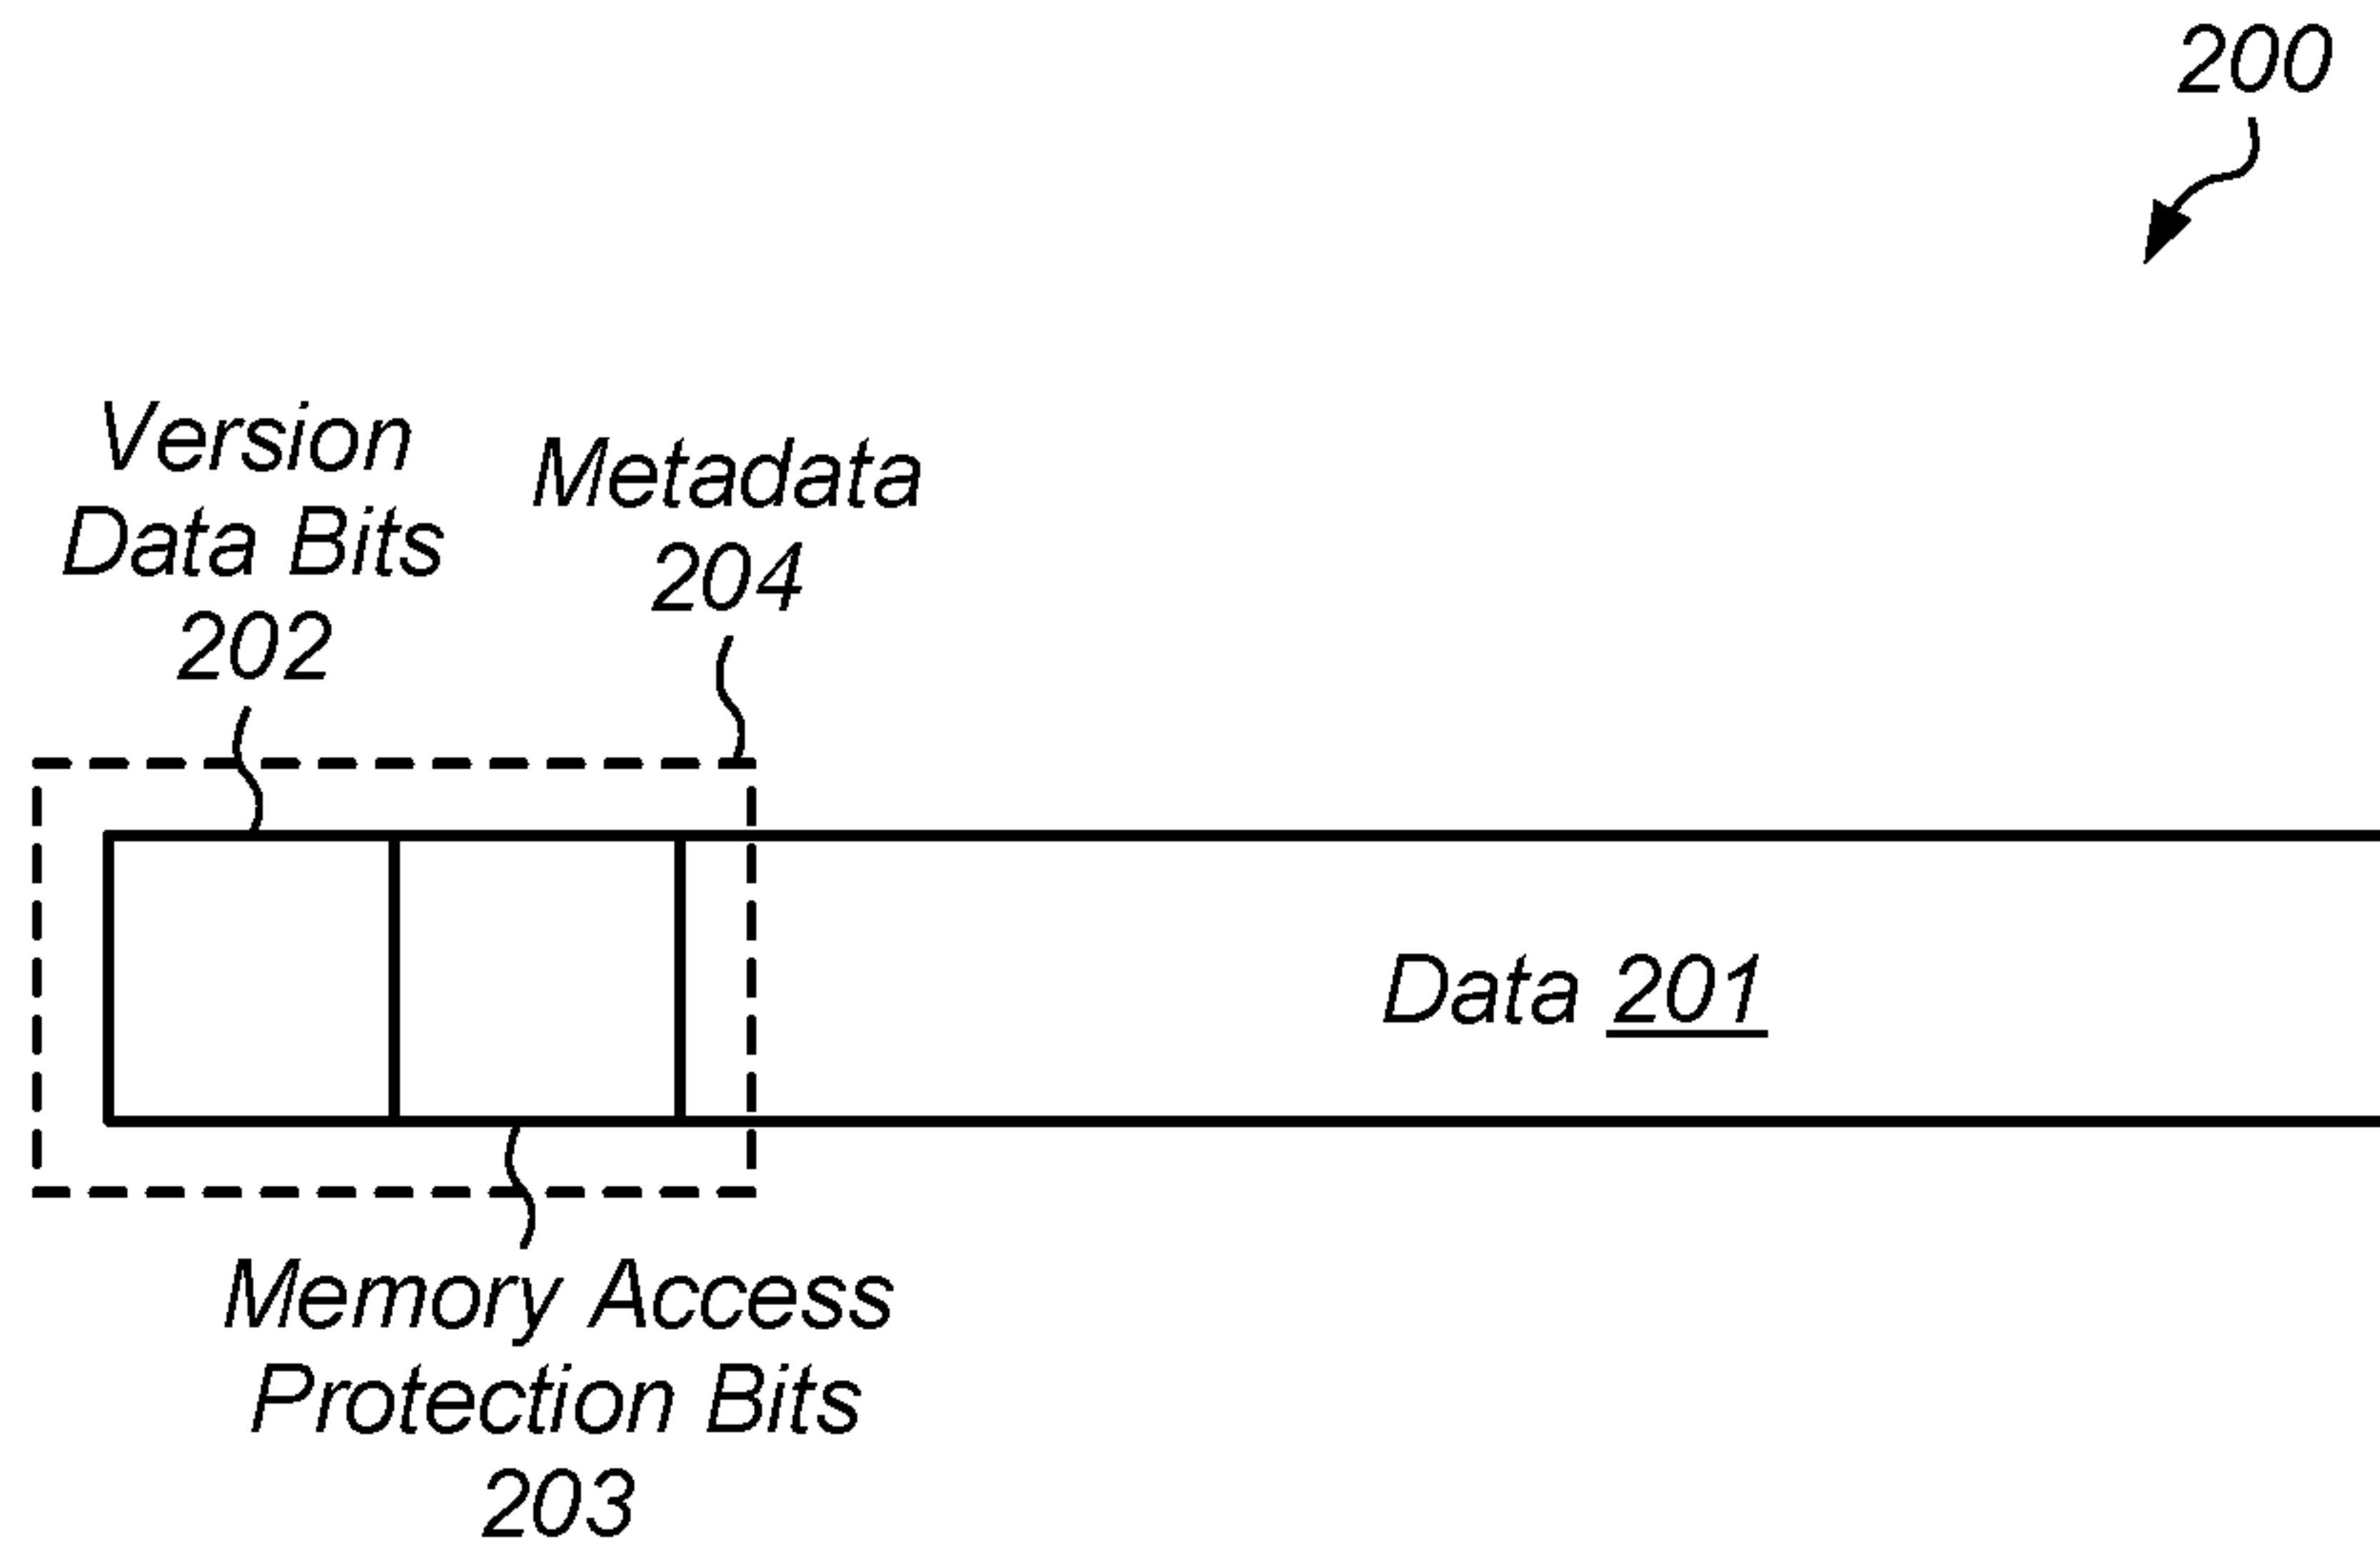 200
Version
Data Bits
202
Metadata
204
Data 201
Memory Access
Protection Bits
203